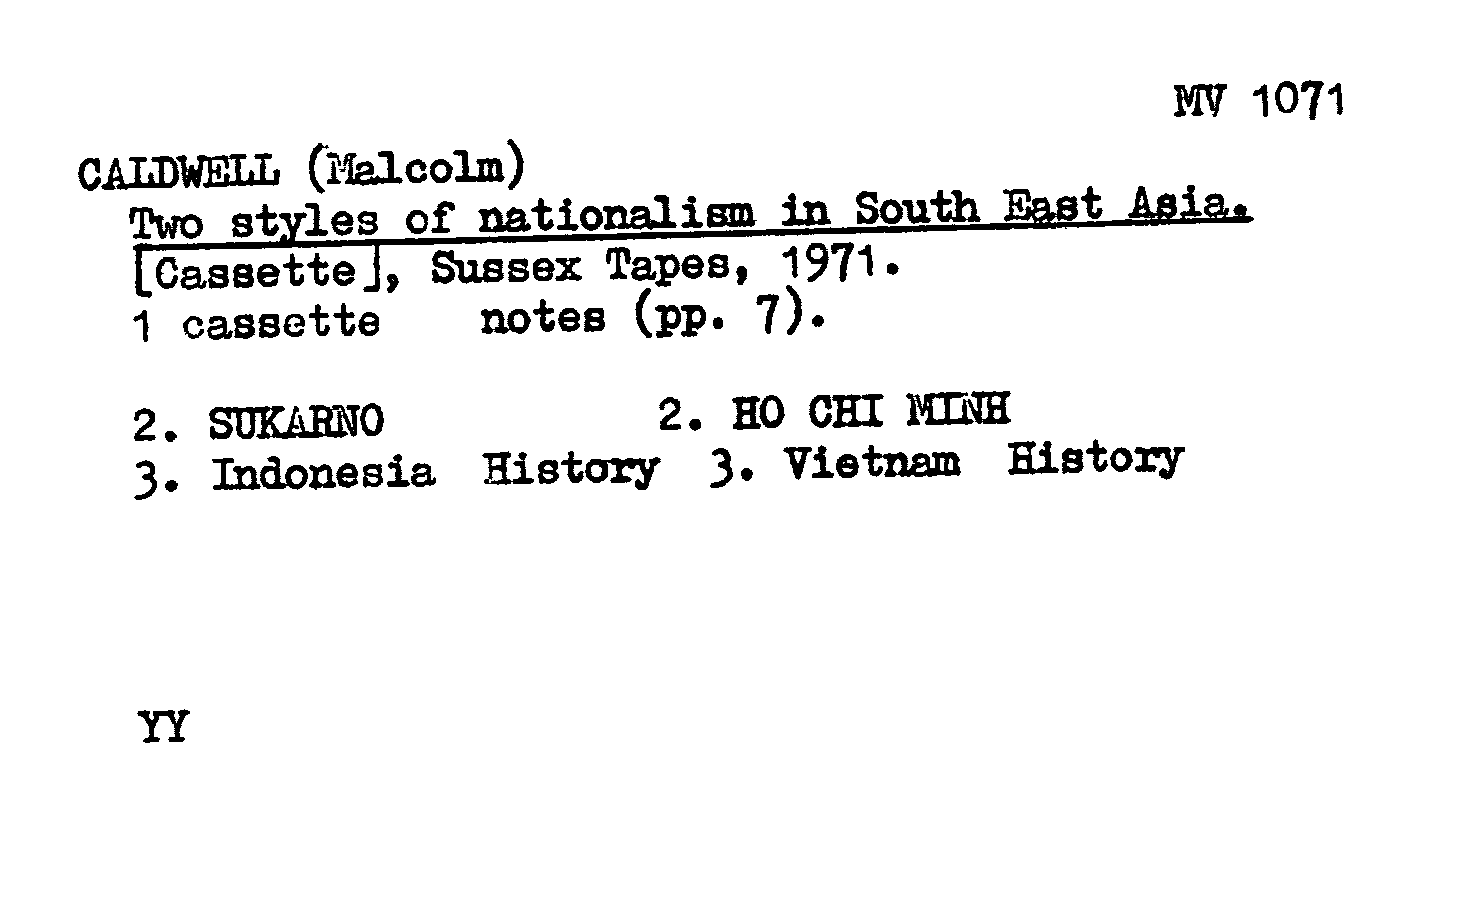 MV 1071
CALDWELL (Malcolm)
Two styles of nationalism in South East Asia.
[Cassette], Sussex Tapes, 1971.
1 cassette notes (pp. 7).
2. SUKARNO 2. HO CHI MINH
3. Indonesia History 3. Vietnam History
YY